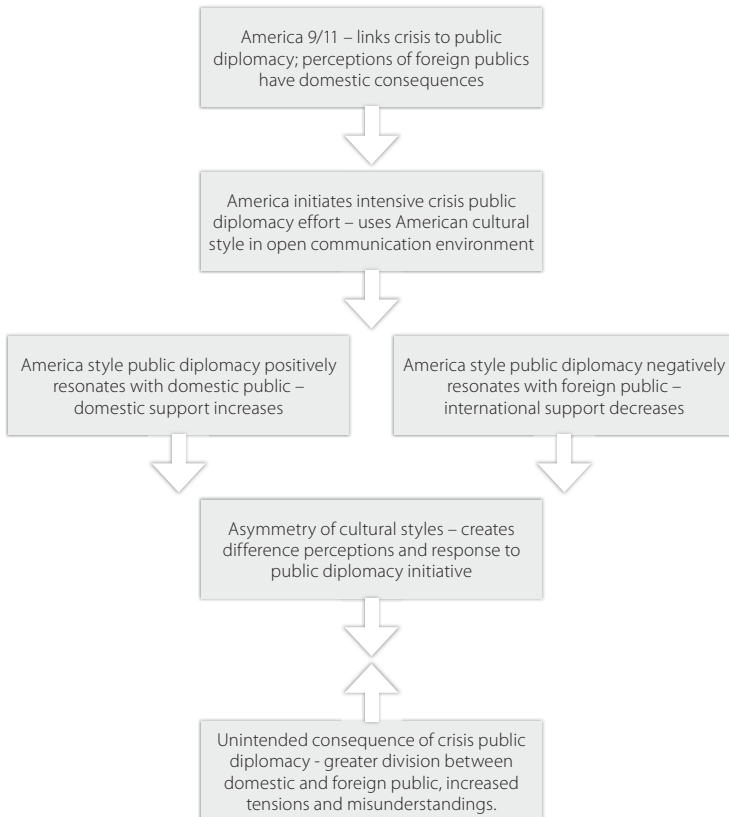 America 9/11 – links crisis to public
diplomacy; perceptions of foreign publics
have domestic consequences
America initiates intensive crisis public
diplomacy effort – uses American cultural
style in open communication environment
America style public diplomacy positively
resonates with domestic public –
domestic support increases
America style public diplomacy negatively
resonates with foreign public –
international support decreases
Asymmetry of cultural styles – creates
difference perceptions and response to
public diplomacy initiative
Unintended consequence of crisis public
diplomacy - greater division between
domestic and foreign public, increased
tensions and misunderstandings.